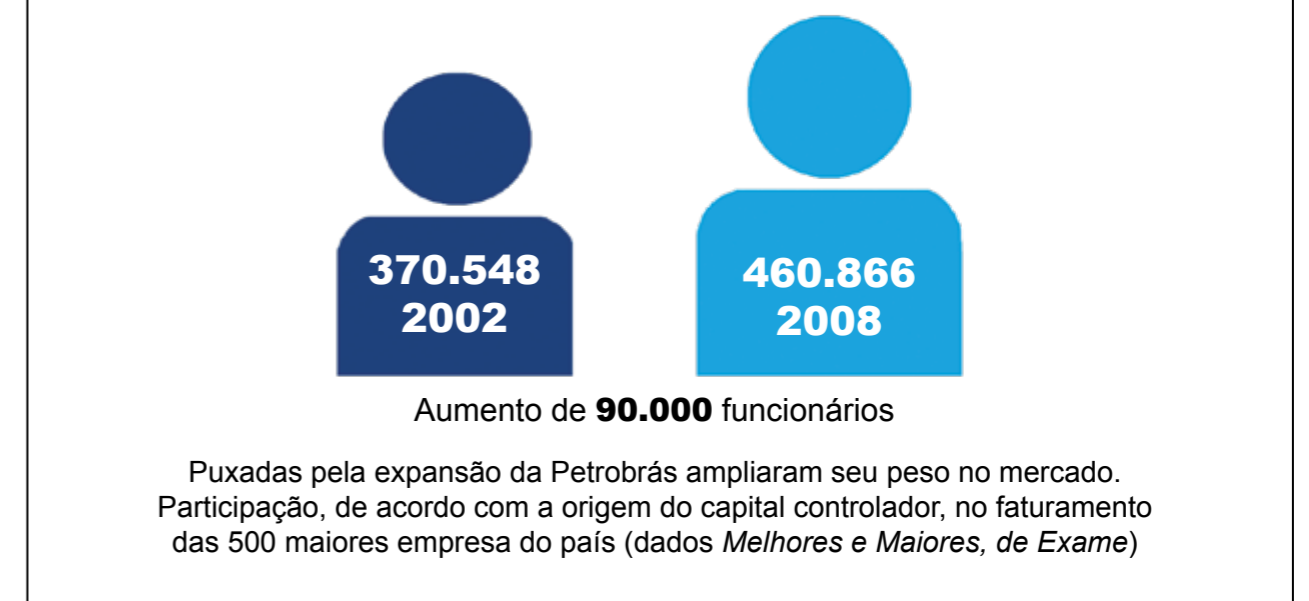 370.548
2002
460.866
2008
Aumento de 90.000 funcionários
Puxadas pela expansão da Petrobrás ampliaram seu peso no mercado.
Participação, de acordo com a origem do capital controlador, no faturamento
das 500 maiores empresa do país (dados Melhores e Maiores, de Exame)